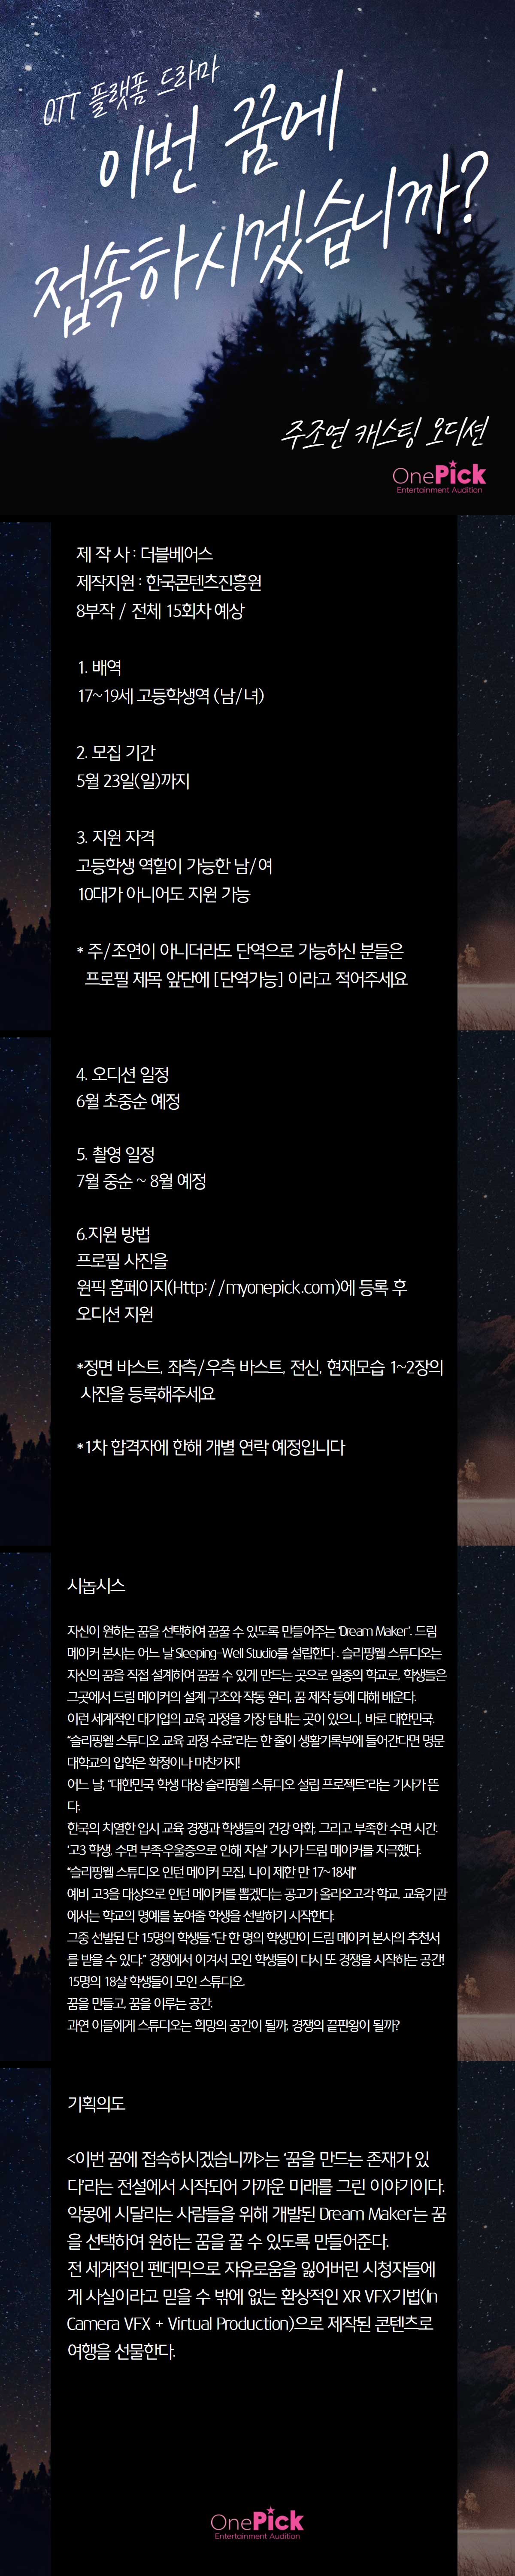 OTT 플랫폼 드라마
이번 꿈에
접속하시겠습니까?
주조연 캐스팅 오디션
OnePick
Entertainment Audition
제 작 사 : 더블베어스
제작지원 : 한국콘텐츠진흥원
8부작 / 전체 15회차 예상
1. 배역
17~19세 고등학생역 (남/녀)
2. 모집 기간
5월 23일(일)까지
3. 지원 자격
고등학생 역할이 가능한 남/여
10대가 아니어도 지원 가능
* 주/조연이 아니더라도 단역으로 가능하신 분들은
프로필 제목 앞단에 [단역가능] 이라고 적어주세요
4. 오디션 일정
6월 초중순 예정
5. 촬영 일정
7월 중순 ~ 8월 예정
6.지원 방법
프로필 사진을
원픽 홈페이지(Http://myonepick.com)에 등록 후
오디션 지원
*정면 바스트, 좌측/우측 바스트, 전신, 현재모습 1~2장의
사진을 등록해주세요
*1차 합격자에 한해 개별 연락 예정입니다
시놉시스
자신이 원하는 꿈을 선택하여 꿈꿀 수 있도록 만들어주는 'Dream Maker'. 드림
메이커 본사는 어느 날 Sleeping-Well Studio를 설립한다 . 슬리핑웰 스튜디오는
자신의 꿈을 직접 설계하여 꿈꿀 수 있게 만드는 곳으로 일종의 학교로, 학생들은
그곳에서 드림 메이커의 설계 구조와 작동 원리, 꿈 제작 등에 대해 배운다.
이런 세계적인 대기업의 교육 과정을 가장 탐내는 곳이 있으니, 바로 대한민국.
"슬리핑웰 스튜디오 교육 과정 수료"라는 한 줄이 생활기록부에 들어간다면 명문
대학교의 입학은 확정이나 마찬가지!
어느 날, "대한민국 학생 대상 슬리핑웰 스튜디오 설립 프로젝트"라는 기사가 뜬
다.
한국의 치열한 입시 교육 경쟁과 학생들의 건강 악화, 그리고 부족한 수면 시간.
'고3 학생, 수면 부족·우울증으로 인해 자살' 기사가 드림 메이커를 자극했다.
"슬리핑웰 스튜디오 인턴 메이커 모집, 나이 제한 만 17~18세"
예비 고3을 대상으로 인턴 메이커를 뽑겠다는 공고가 올라오고각 학교, 교육기관
에서는 학교의 명예를 높여줄 학생을 선발하기 시작한다.
그중 선발된 단 15명의 학생들."단 한 명의 학생만이 드림 메이커 본사의 추천서
를 받을 수 있다." 경쟁에서 이겨서 모인 학생들이 다시 또 경쟁을 시작하는 공간!
15명의 18살 학생들이 모인 스튜디오.
꿈을 만들고, 꿈을 이루는 공간.
과연 이들에게 스튜디오는 희망의 공간이 될까, 경쟁의 끝판왕이 될까?
기획의도
<이번 꿈에 접속하시겠습니까>는 '꿈을 만드는 존재가 있
다'라는 전설에서 시작되어 가까운 미래를 그린 이야기이다.
악몽에 시달리는 사람들을 위해 개발된 Dream Maker는 꿈
을 선택하여 원하는 꿈을 꿀 수 있도록 만들어준다.
전 세계적인 펜데믹으로 자유로움을 잃어버린 시청자들에
게 사실이라고 믿을 수 밖에 없는 환상적인 XR VFX기법(In
Camera VFX + Virtual Production)으로 제작된 콘텐츠로
여행을 선물한다.
OnePick
Entertainment Audition